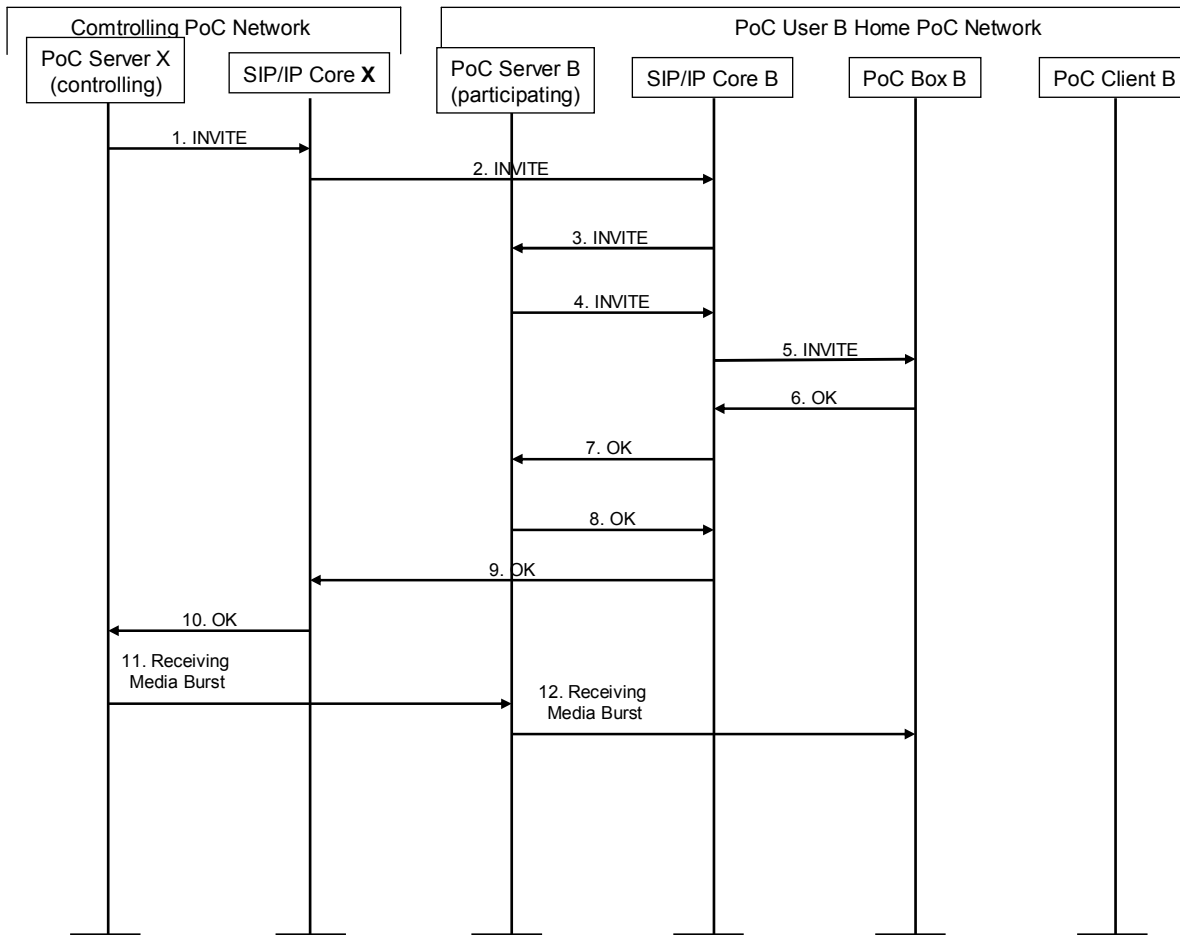 Comtrolling PoC Network
PoC User B Home PoC Network
PoC Server X
(controlling)
SIP/IP Core X
PoC Server B
(participating)
SIP/IP Core B
PoC Box B
PoC Client B
1. INVITE
2. INVITE
3. INVITE
4. INVITE
5. INVITE
6. OK
7. OK
8. OK
9. OK
10. OK
11. Receiving
Media Burst
12. Receiving
Media Burst